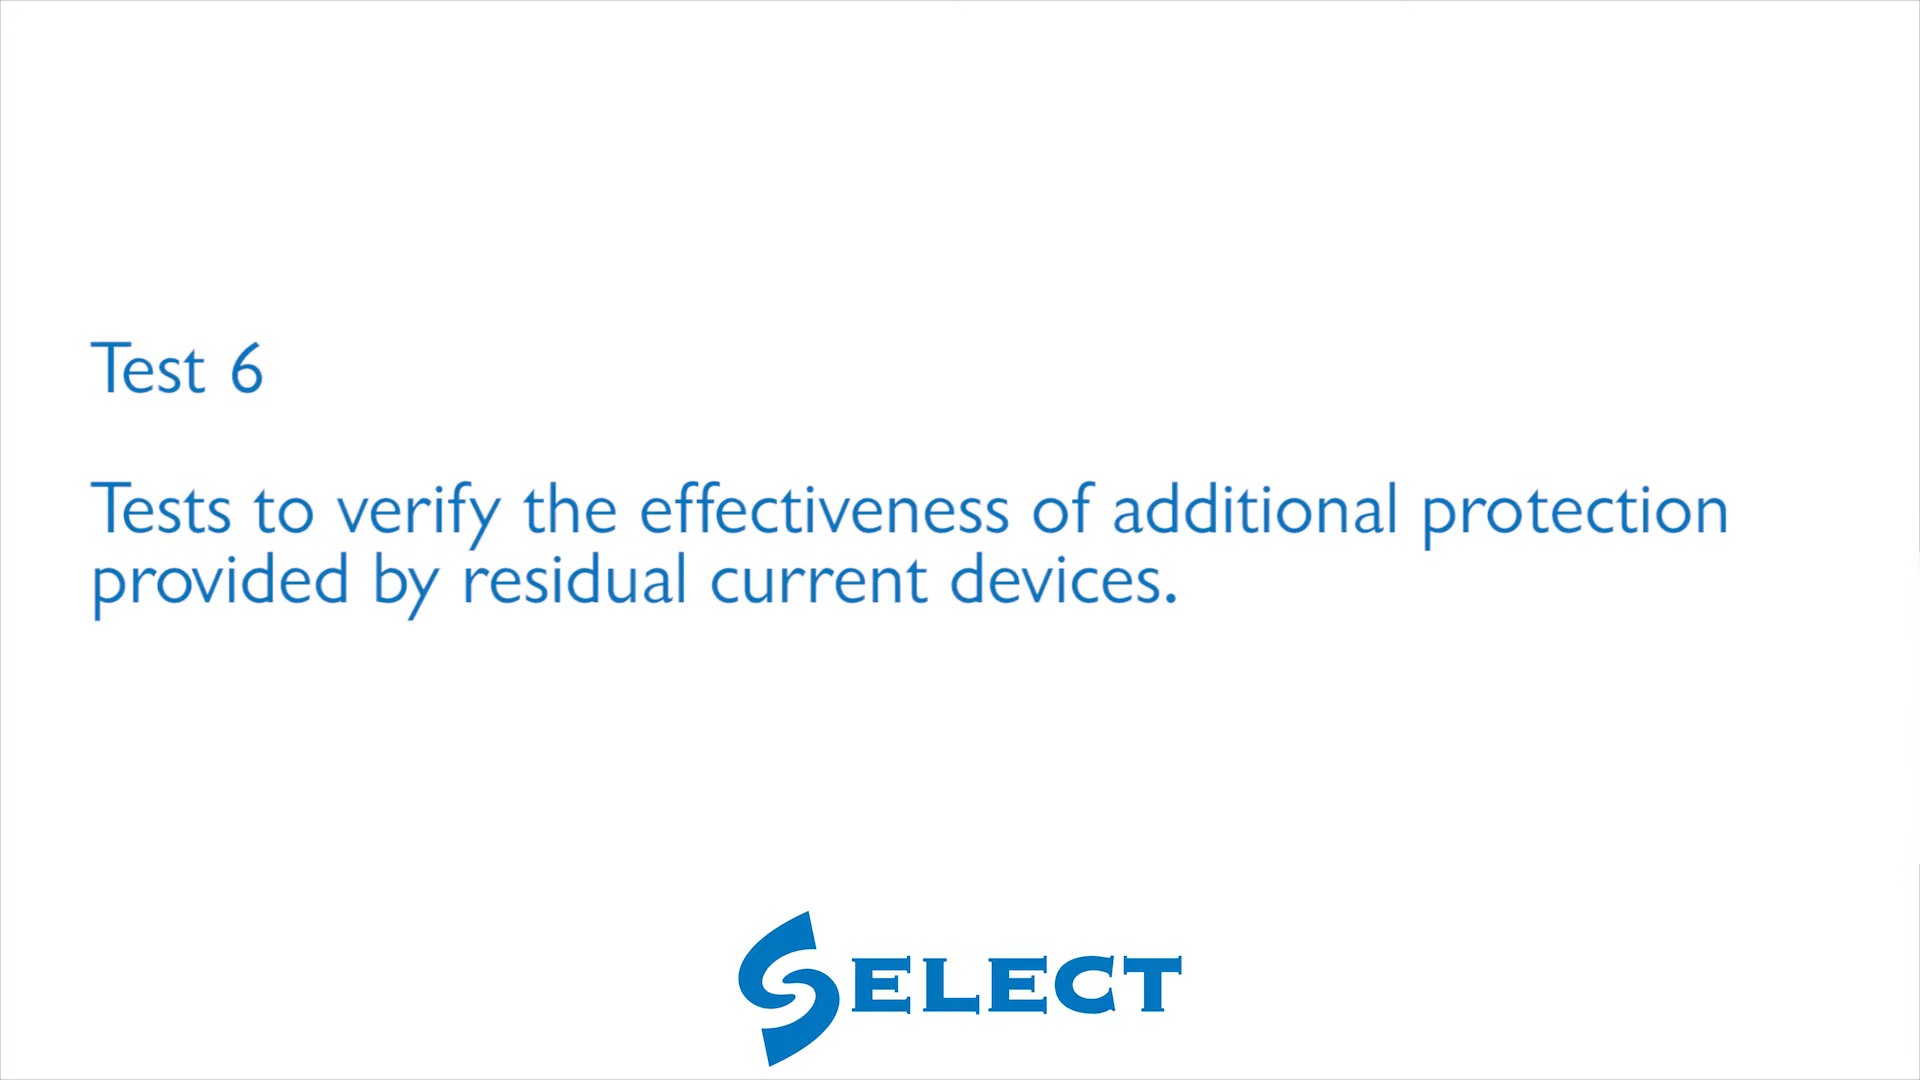 Test 6
Tests to verify the effectiveness of additional protection
provided by residual current devices.
SELECT